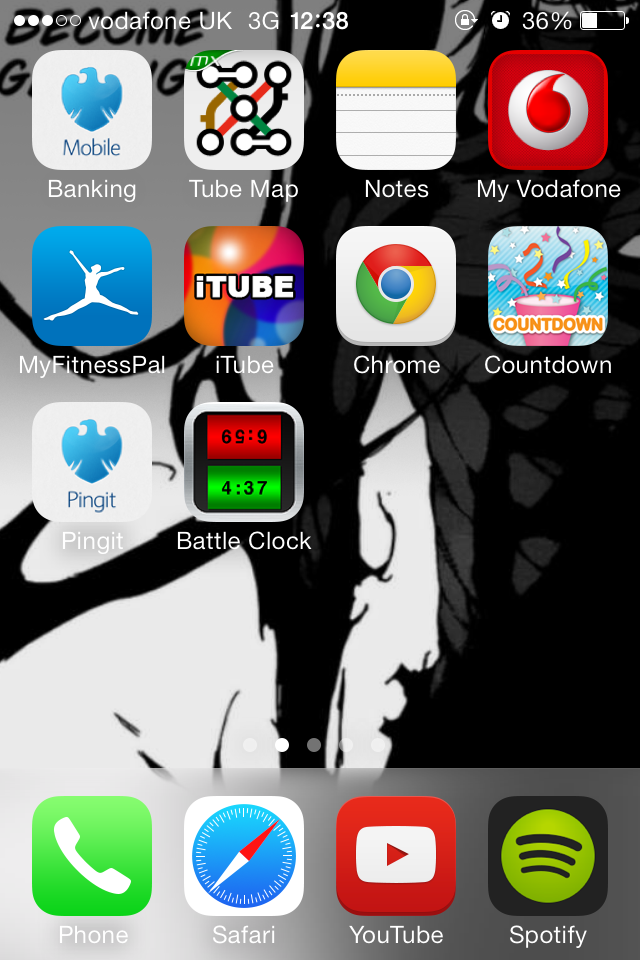 vodafone UK 3G 12:38 36%
BECOME
Mobile
mx
Banking Tube Map Notes My Vodafone
iTUBE
COUNTDOWN
MyFitnessPal iTube Chrome Countdown
Pingit
6:59
4:37
Pingit Battle Clock
Phone Safari YouTube Spotify